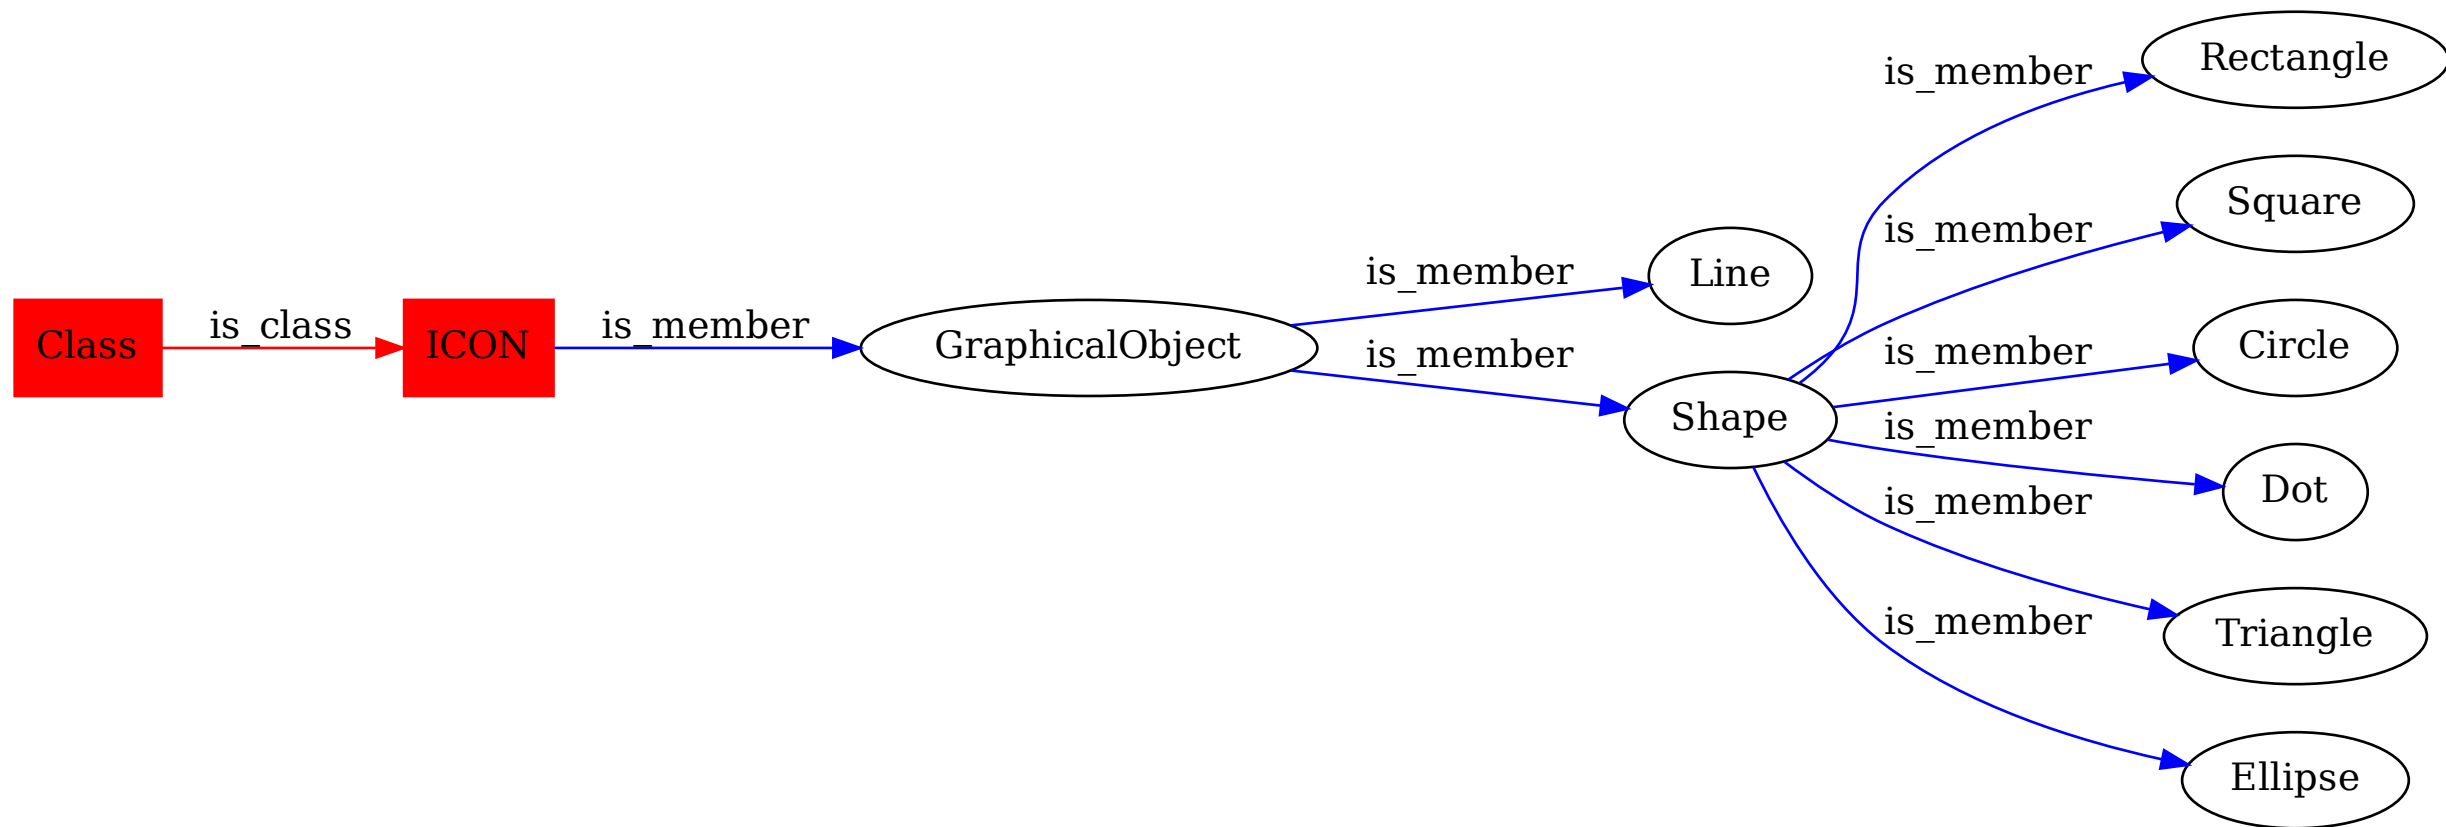 Class
is_class
ICON
is_member
GraphicalObject
is_member
Line
is_member
Shape
is_member
Rectangle
is_member
Square
is_member
Circle
is_member
Dot
is_member
Triangle
is_member
Ellipse